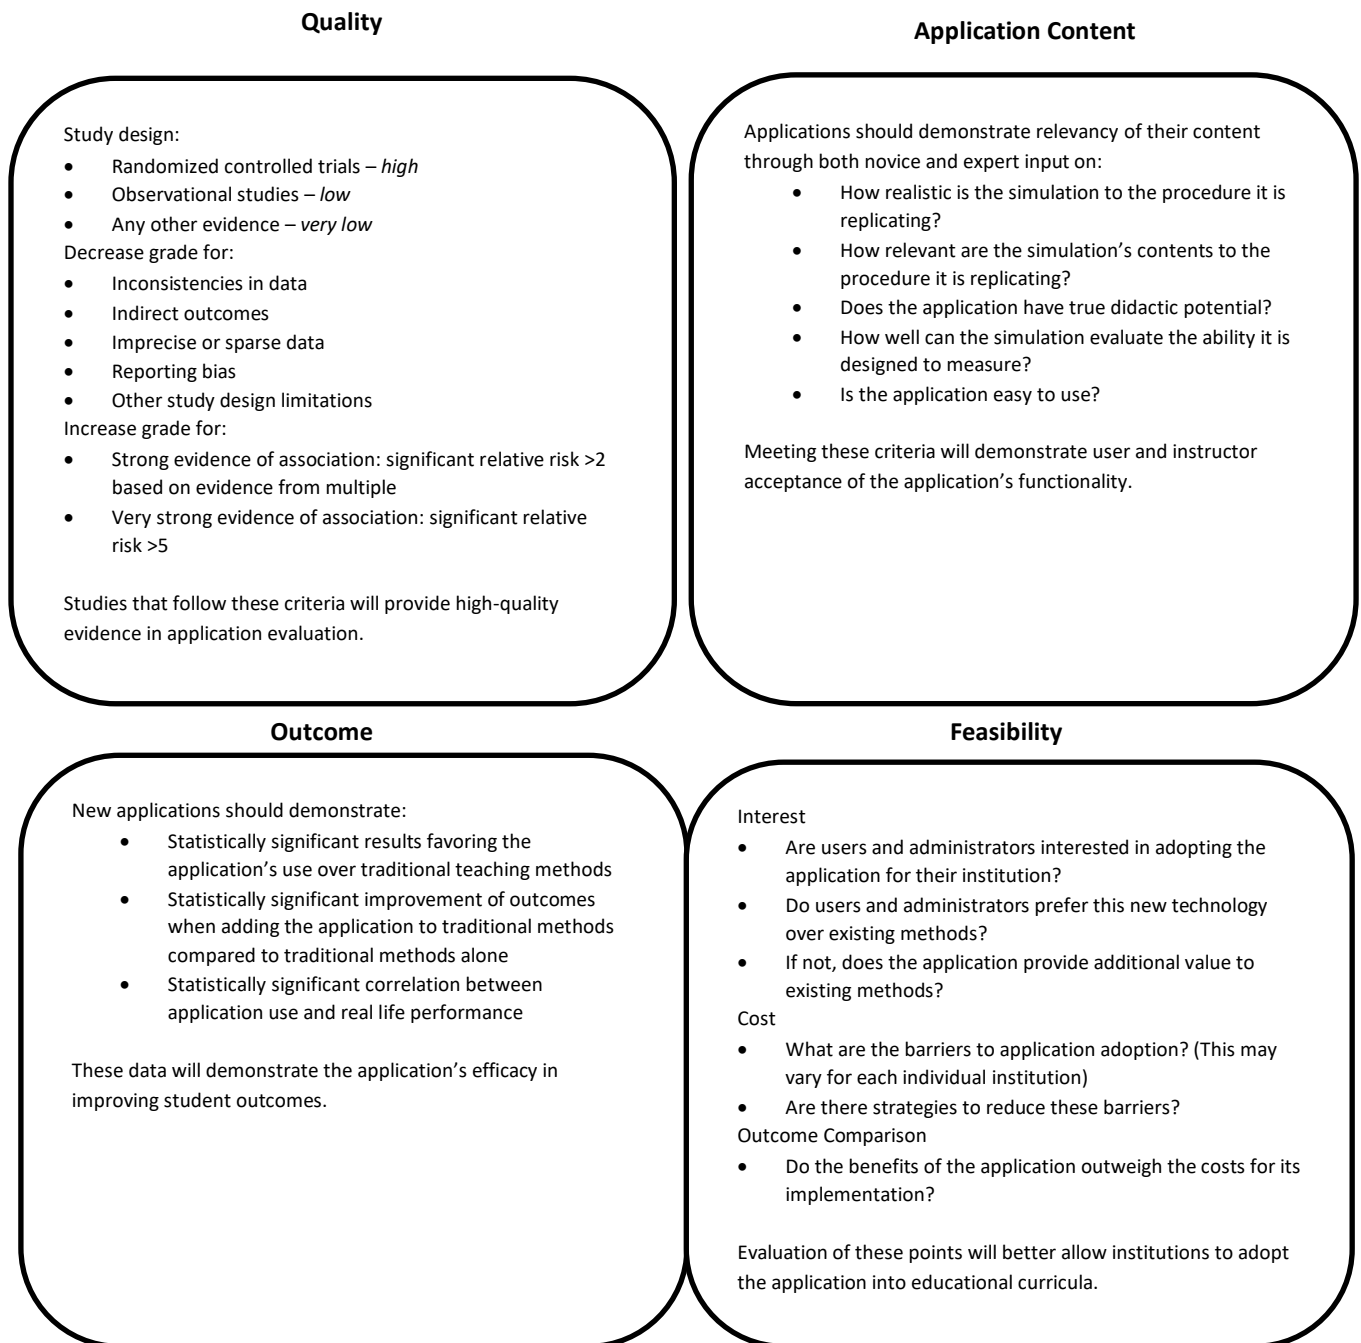 Quality
Study design:
• Randomized controlled trials – high
• Observational studies – low
• Any other evidence – very low
Decrease grade for:
• Inconsistencies in data
• Indirect outcomes
• Imprecise or sparse data
• Reporting bias
• Other study design limitations
Increase grade for:
• Strong evidence of association: significant relative risk >2
based on evidence from multiple
• Very strong evidence of association: significant relative
risk >5
Studies that follow these criteria will provide high-quality
evidence in application evaluation.
Application Content
Applications should demonstrate relevancy of their content
through both novice and expert input on:
• How realistic is the simulation to the procedure it is
replicating?
• How relevant are the simulation’s contents to the
procedure it is replicating?
• Does the application have true didactic potential?
• How well can the simulation evaluate the ability it is
designed to measure?
• Is the application easy to use?
Meeting these criteria will demonstrate user and instructor
acceptance of the application’s functionality.
Outcome
New applications should demonstrate:
• Statistically significant results favoring the
application’s use over traditional teaching methods
• Statistically significant improvement of outcomes
when adding the application to traditional methods
compared to traditional methods alone
• Statistically significant correlation between
application use and real life performance
These data will demonstrate the application’s efficacy in
improving student outcomes.
Feasibility
Interest
• Are users and administrators interested in adopting the
application for their institution?
• Do users and administrators prefer this new technology
over existing methods?
• If not, does the application provide additional value to
existing methods?
Cost
• What are the barriers to application adoption? (This may
vary for each individual institution)
• Are there strategies to reduce these barriers?
Outcome Comparison
• Do the benefits of the application outweigh the costs for its
implementation?
Evaluation of these points will better allow institutions to adopt
the application into educational curricula.